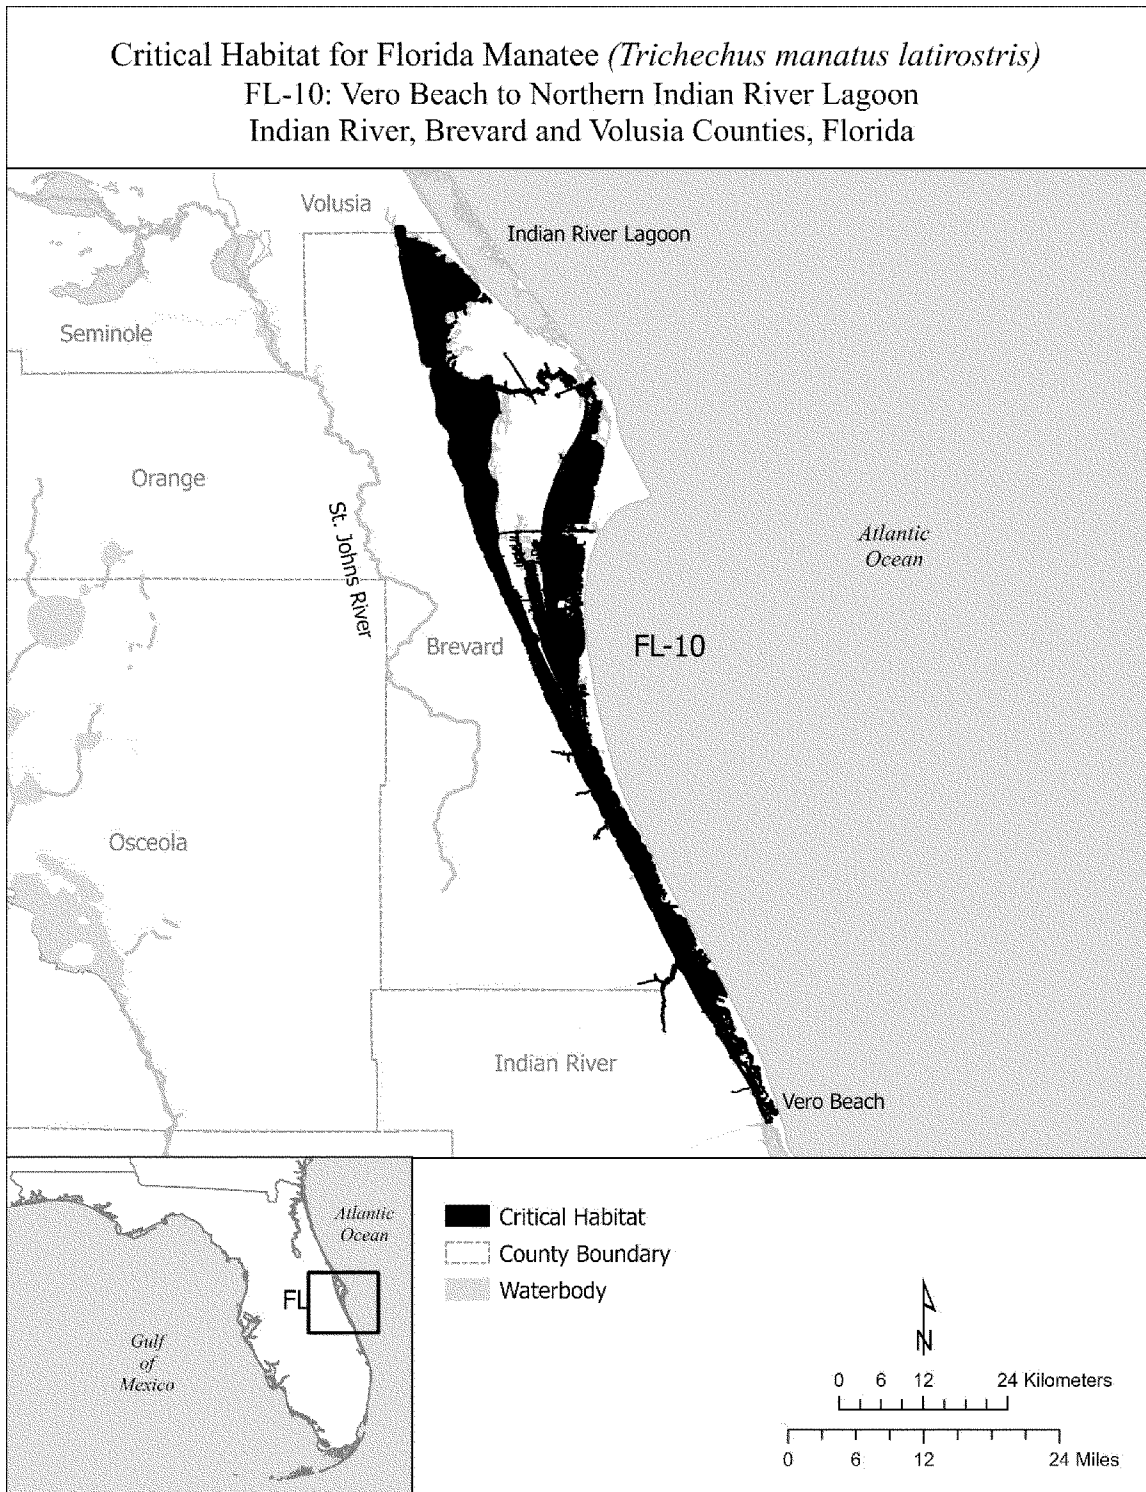 Critical Habitat for Florida Manatee (Trichechus manatus latirostris)
FL-10: Vero Beach to Northern Indian River Lagoon
Indian River, Brevard and Volusia Counties, Florida
Volusia
Indian River Lagoon
Seminole
Orange
St. Johns River
Atlantic
Ocean
Brevard
FL-10
Osceola
Indian River
Vero Beach
Atlantic
Ocean
FL
Gulf
of
Mexico
Critical Habitat
County Boundary
Waterbody
N
0 6 12 24 Kilometers
0 6 12 24 Miles